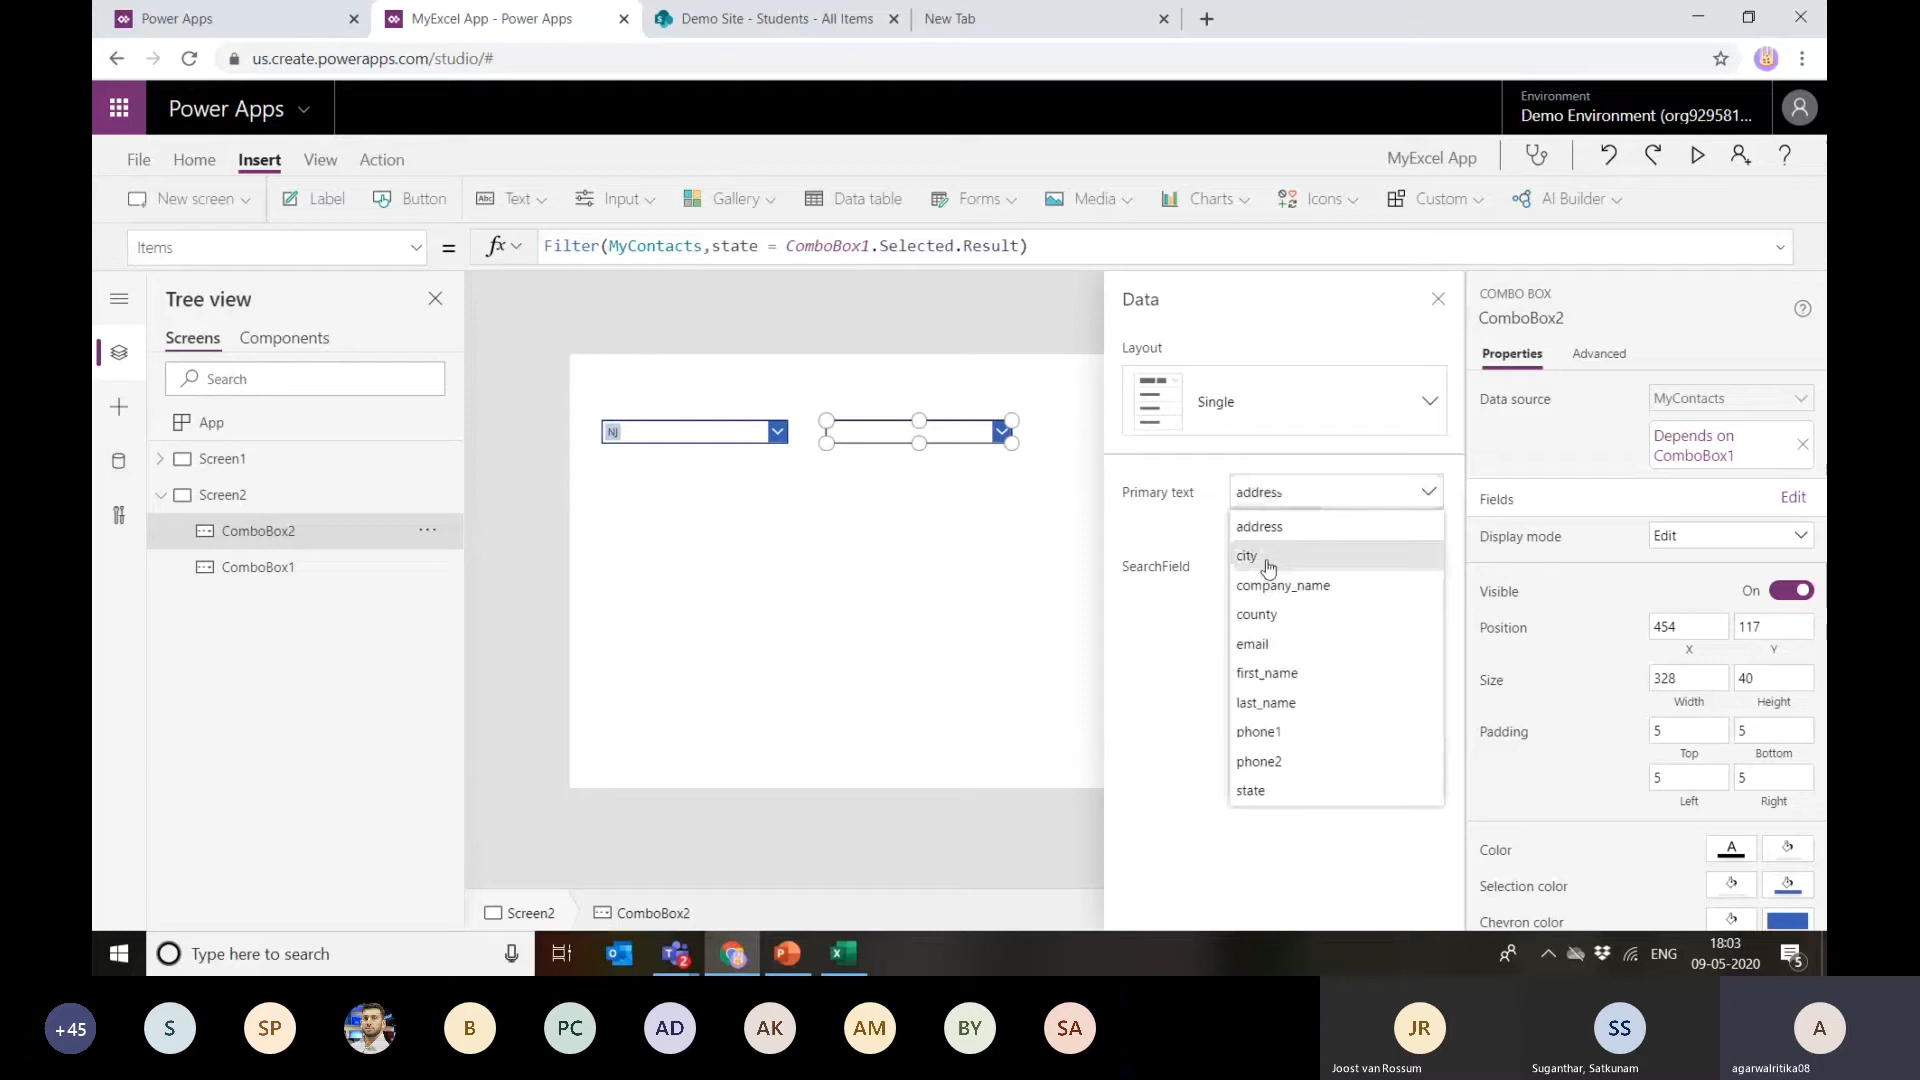 Power Apps
MyExcel App - Power Apps
Demo Site - Students - All Items
New Tab
us.create.powerapps.com/studio/#
Power Apps
Environment
Demo Environment (org929581...
File Home Insert View Action
MyExcel App
New screen Label Button Text Input Gallery Data table Forms Media Charts Icons Custom AI Builder
Items
= fx Filter(MyContacts,state = ComboBox1.Selected.Result)
Tree view
Screens Components
Search
App
Screen1
Screen2
ComboBox2
ComboBox1
NJ
Screen2 ComboBox2
Data
Layout
Single
Primary text address
SearchField
address
city
company_name
county
email
first_name
last_name
phone1
phone2
state
COMBO BOX
ComboBox2
Properties Advanced
Data source MyContacts
Depends on
ComboBox1
Fields Edit
Display mode Edit
Visible On
Position 454 117
X Y
Size 328 40
Width Height
Padding 5 5
Top Bottom
5 5
Left Right
Color A
Selection color
Chevron color
Type here to search
2
ENG
18:03
09-05-2020
5
+45 S SP B PC AD AK AM BY SA JR SS A
Joost van Rossum Suganthar, Satkunam agarwalritika08